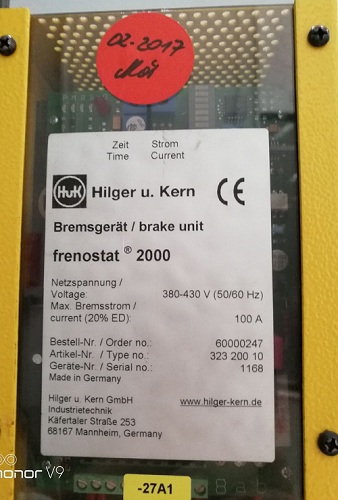 02-2017
Zeit Strom
Time Current
HuK Hilger u. Kern CE
Bremsgerät / brake unit
frenostat ® 2000
Netzspannung /
Voltage: 380-430 V (50/60 Hz)
Max. Bremsstrom /
current (20% ED): 100 A
Bestell-Nr. / Order no.: 60000247
Artikel-Nr. / Type no.: 323 200 10
Geräte-Nr. / Serial no.: 1168
Made in Germany
Hilger u. Kern GmbH www.hilger-kern.de
Industrietechnik
Käfertaler Straße 253
68167 Mannheim, Germany
honor V9
-27A1